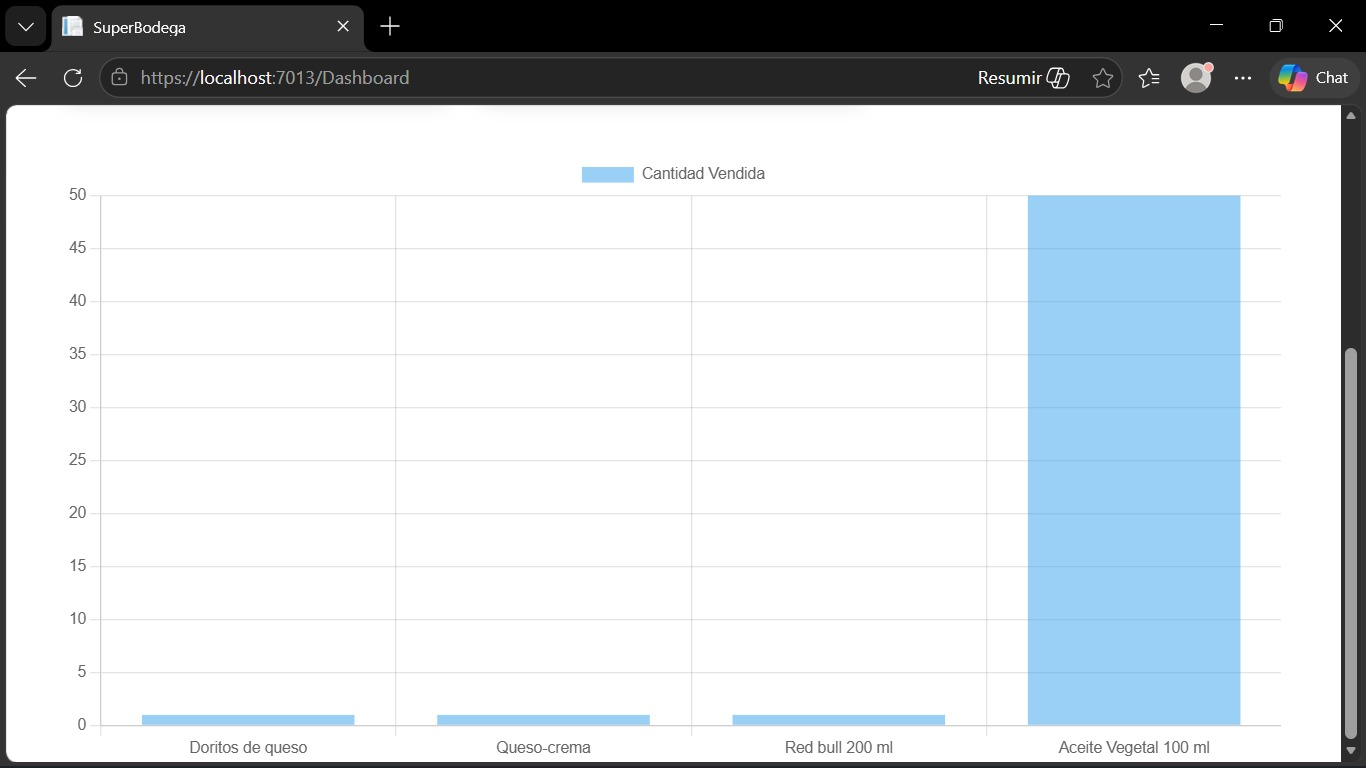 SuperBodega
https://localhost:7013/Dashboard
Resumir
Chat
Cantidad Vendida
50
45
40
35
30
25
20
15
10
5
0
Doritos de queso
Queso-crema
Red bull 200 ml
Aceite Vegetal 100 ml